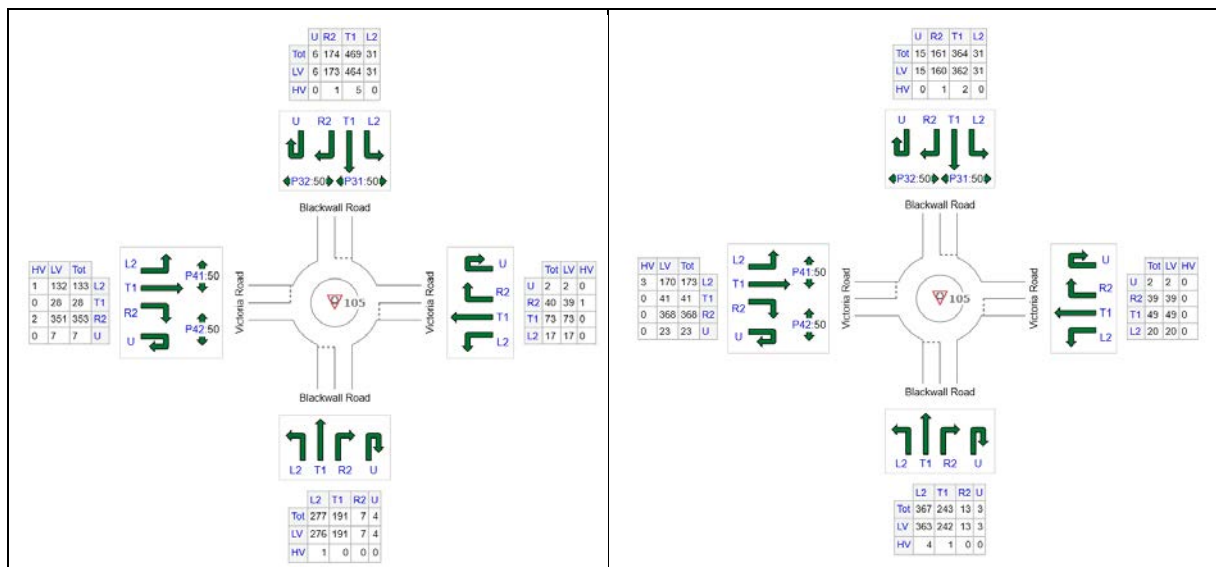 U R2 T1 L2
Tot 6 174 469 31
LV 6 173 464 31
HV 0 1 5 0
U R2 T1 L2
P32:50 P31:50
Blackwall Road
HV LV Tot
1 132 133 L2
0 28 28 T1
2 351 353 R2
0 7 7 U
L2
T1
R2
U
P41:50
P42:50
Victoria Road
105
Victoria Road
U
R2
T1
L2
Tot LV HV
U 2 2 0
R2 40 39 1
T1 73 73 0
L2 17 17 0
Blackwall Road
L2 T1 R2 U
L2 T1 R2 U
Tot 277 191 7 4
LV 276 191 7 4
HV 1 0 0 0
U R2 T1 L2
Tot 15 161 364 31
LV 15 160 362 31
HV 0 1 2 0
U R2 T1 L2
P32:50 P31:50
Blackwall Road
HV LV Tot
3 170 173 L2
0 41 41 T1
0 368 368 R2
0 23 23 U
L2
T1
R2
U
P41:50
P42:50
Victoria Road
105
Victoria Road
U
R2
T1
L2
Tot LV HV
U 2 2 0
R2 39 39 0
T1 49 49 0
L2 20 20 0
Blackwall Road
L2 T1 R2 U
L2 T1 R2 U
Tot 367 243 13 3
LV 363 242 13 3
HV 4 1 0 0